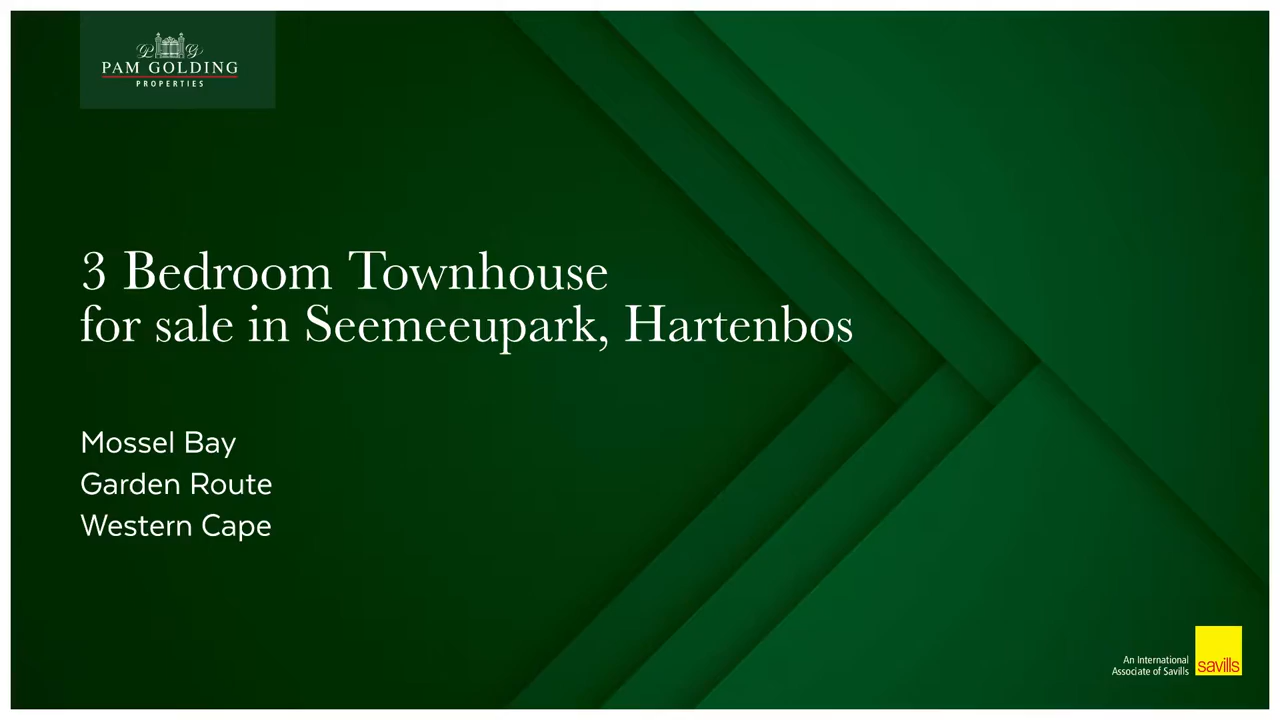 PG
PAM GOLDING
PROPERTIES
3 Bedroom Townhouse
for sale in Seemeeupark, Hartenbos
Mossel Bay
Garden Route
Western Cape
An International
Associate of Savills
savills